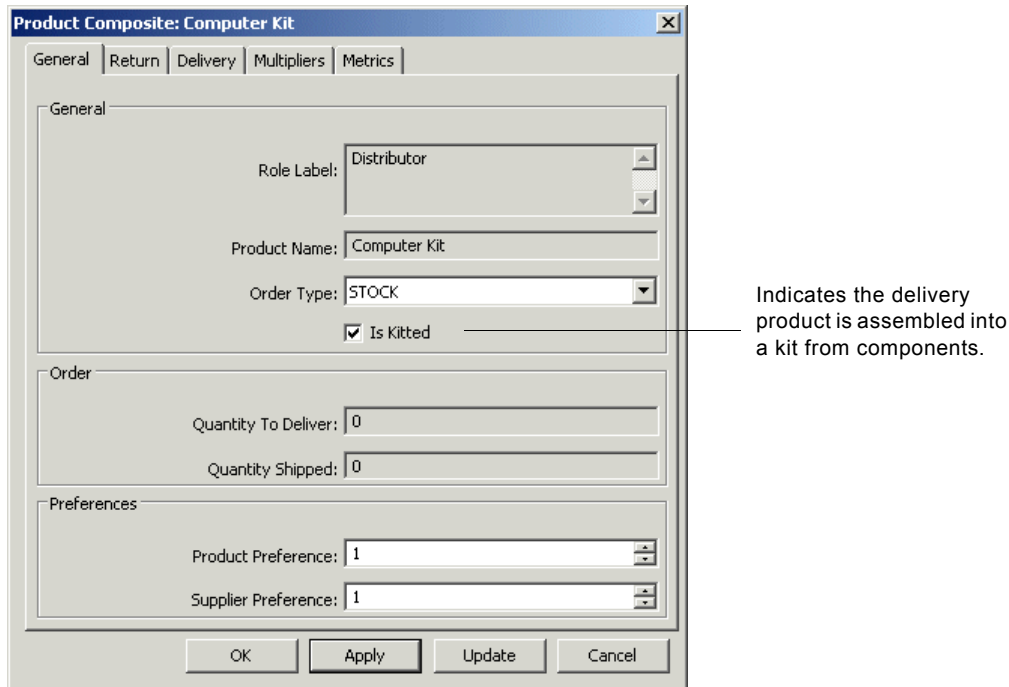 Product Composite: Computer Kit
General Return Delivery Multipliers Metrics
General
Role Label: Distributor
Product Name: Computer Kit
Order Type: STOCK
Is Kitted
Indicates the delivery
product is assembled into
a kit from components.
Order
Quantity To Deliver: 0
Quantity Shipped: 0
Preferences
Product Preference: 1
Supplier Preference: 1
OK Apply Update Cancel